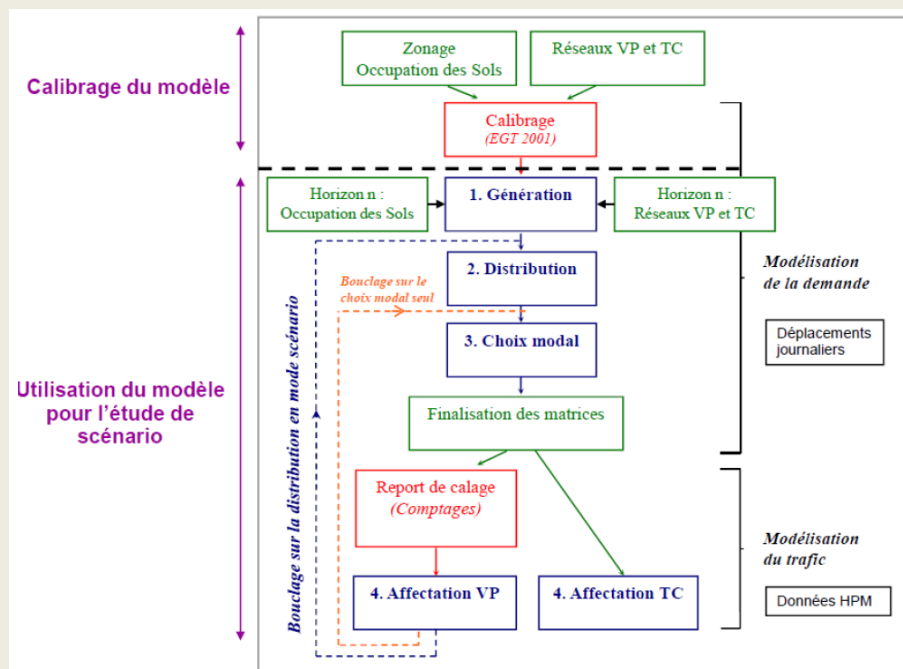 Calibrage du modèle
Zonage
Occupation des Sols
Réseaux VP et TC
Calibrage
(EGT 2001)
Utilisation du modèle
pour l'étude de
scénario
Horizon n :
Occupation des Sols
1. Génération
Horizon n :
Réseaux VP et TC
2. Distribution
Bouclage sur le
choix modal seul
3. Choix modal
Finalisation des matrices
Report de calage
(Comptages)
4. Affectation VP
4. Affectation TC
Bouclage sur la distribution en mode scénario
Modélisation
de la demande
Déplacements
journaliers
Modélisation
du trafic
Données HPM